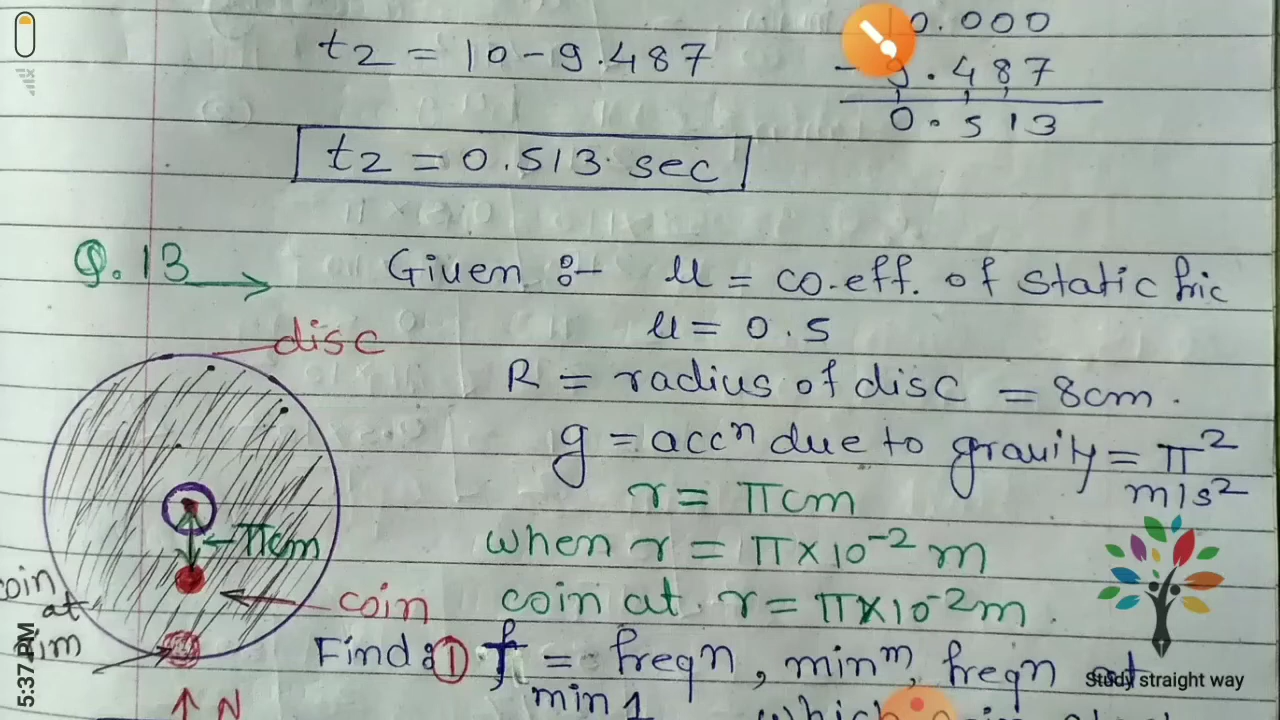 t2 = 10 - 9.487
0.000
- 9.487
0.513
t2 = 0.513 sec
Q.13 → Given :- μ = co.eff. of static fric
μ = 0.5
disc
R = radius of disc = 8cm.
g = accⁿ due to gravity = π² m/s²
r = π cm
πcm
when r = π×10⁻² m
coin at r = π×10⁻² m.
coin
coin at rim
Find :① f min 1 = freqn, minᵐ, freqn at
↑ N
Study straight way
5:37 PM